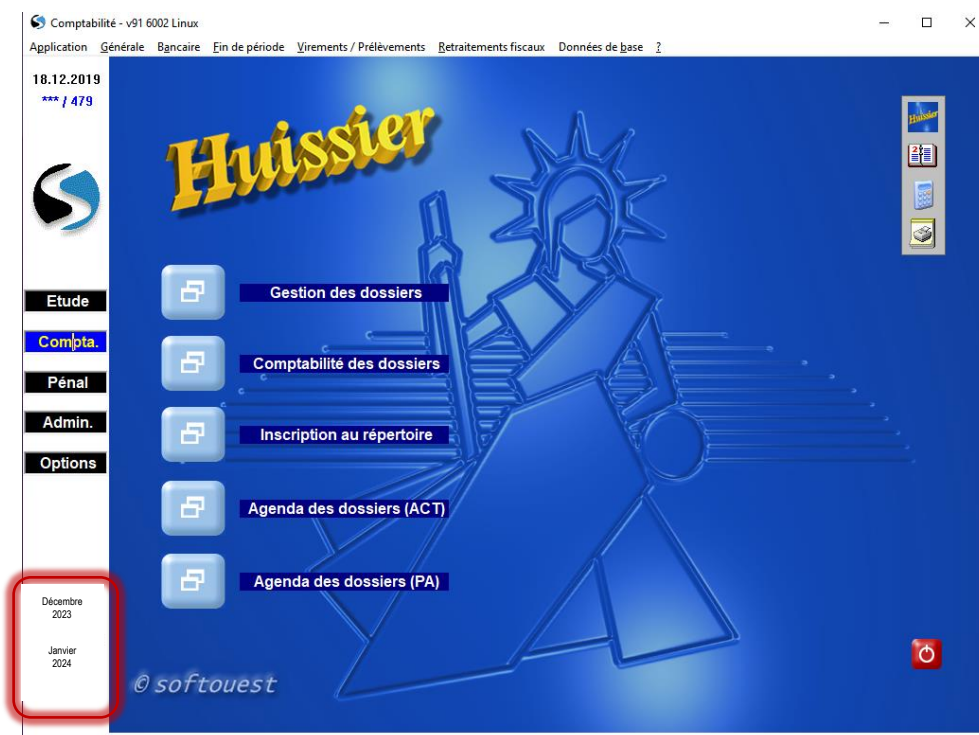 Comptabilité - v91 6002 Linux
Application Générale Bancaire Fin de période Virements / Prélèvements Retraitements fiscaux Données de base ?
18.12.2019
*** / 479
Huissier
Huissier
2
Gestion des dossiers
Etude
Compta.
Comptabilité des dossiers
Pénal
Admin.
Inscription au répertoire
Options
Agenda des dossiers (ACT)
Agenda des dossiers (PA)
Décembre
2023
Janvier
2024
© softouest